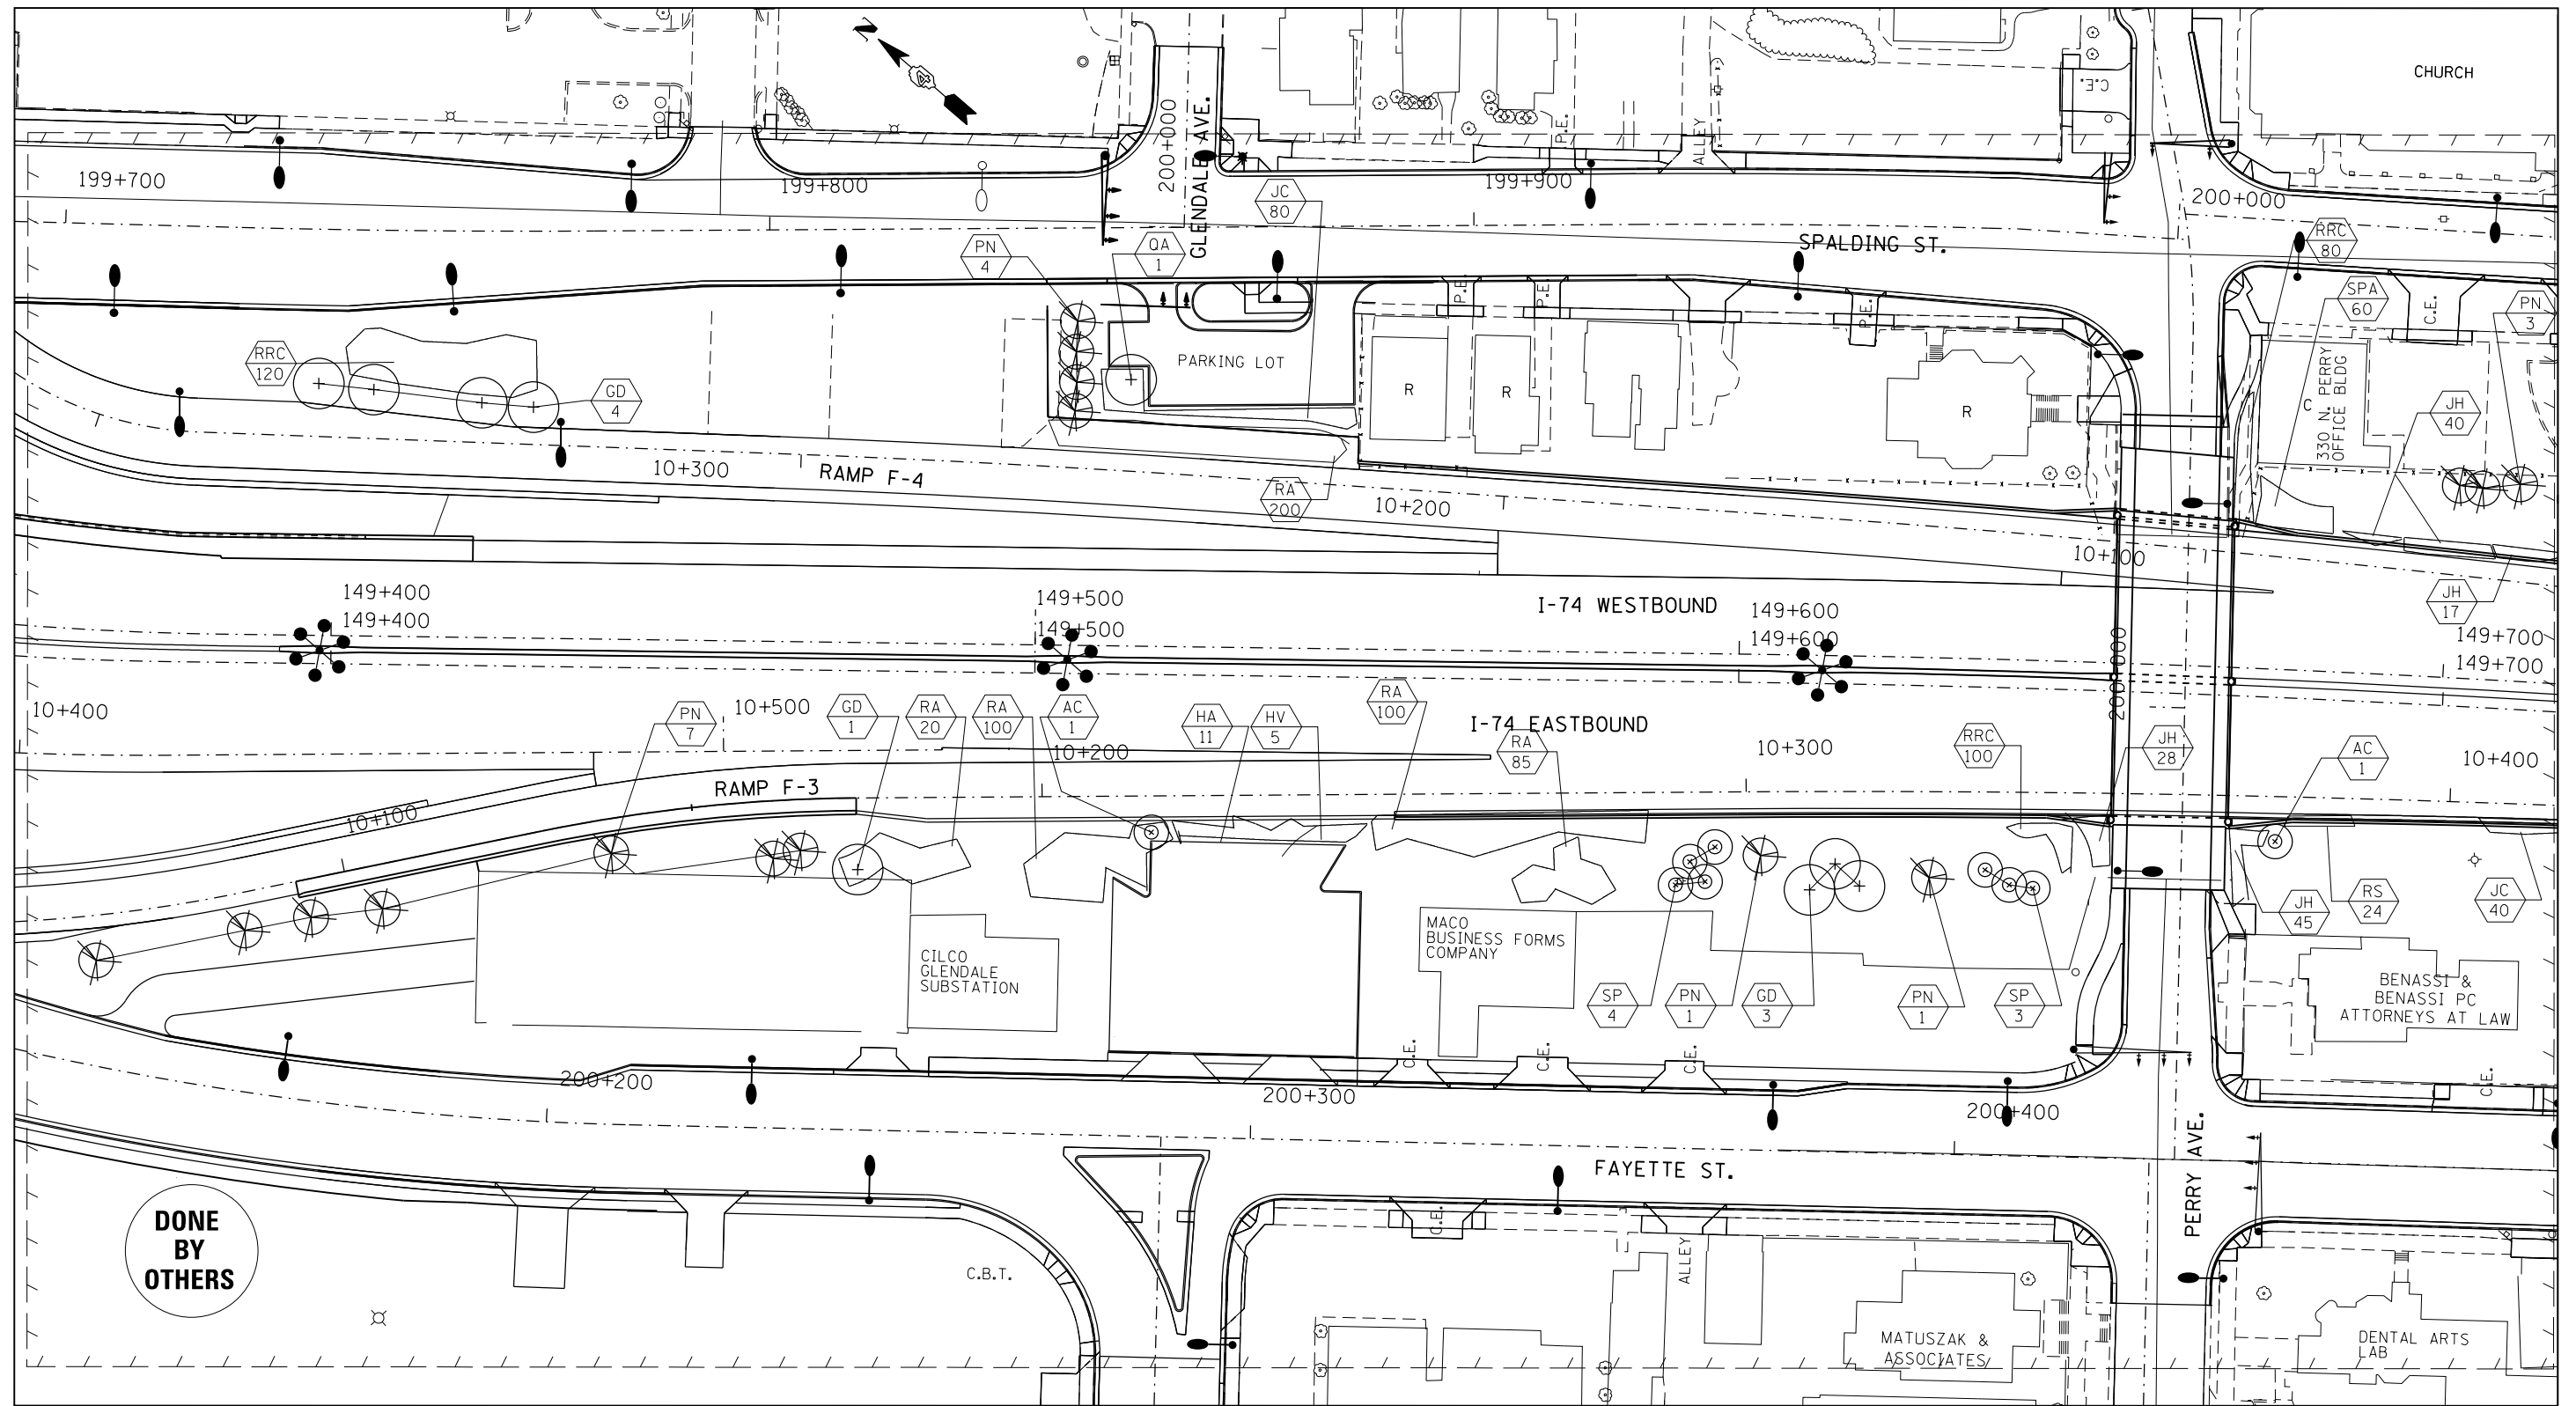 N
4
CHURCH
C.E.
P.E.
ALLEY
GLENDALE AVE.
200+000
199+700
199+800
199+900
200+000
JC
80
PN
4
QA
1
SPALDING ST.
RRC
80
SPA
60
PN
3
C.E.
P.E.
P.E.
P.E.
PARKING LOT
RRC
120
GD
4
R
R
R
C
330 N. PERRY
OFFICE BLDG
JH
40
10+300
RAMP F-4
RA
200
10+200
10+100
149+400
149+400
149+500
149+500
I-74 WESTBOUND
149+600
149+600
JH
17
149+700
149+700
200+000
10+400
PN
7
10+500
GD
1
RA
20
RA
100
AC
1
10+200
HA
11
HV
5
RA
100
I-74 EASTBOUND
RA
85
10+300
RRC
100
JH
28
AC
1
10+400
RAMP F-3
10+100
JH
45
RS
24
JC
40
CILCO
GLENDALE
SUBSTATION
MACO
BUSINESS FORMS
COMPANY
SP
4
PN
1
GD
3
PN
1
SP
3
BENASSI &
BENASSI PC
ATTORNEYS AT LAW
C.E.
C.E.
C.E.
C.E.
200+200
200+300
200+400
FAYETTE ST.
PERRY AVE.
DONE
BY
OTHERS
C.B.T.
C.E.
ALLEY
MATUSZAK &
ASSOCIATES
DENTAL ARTS
LAB